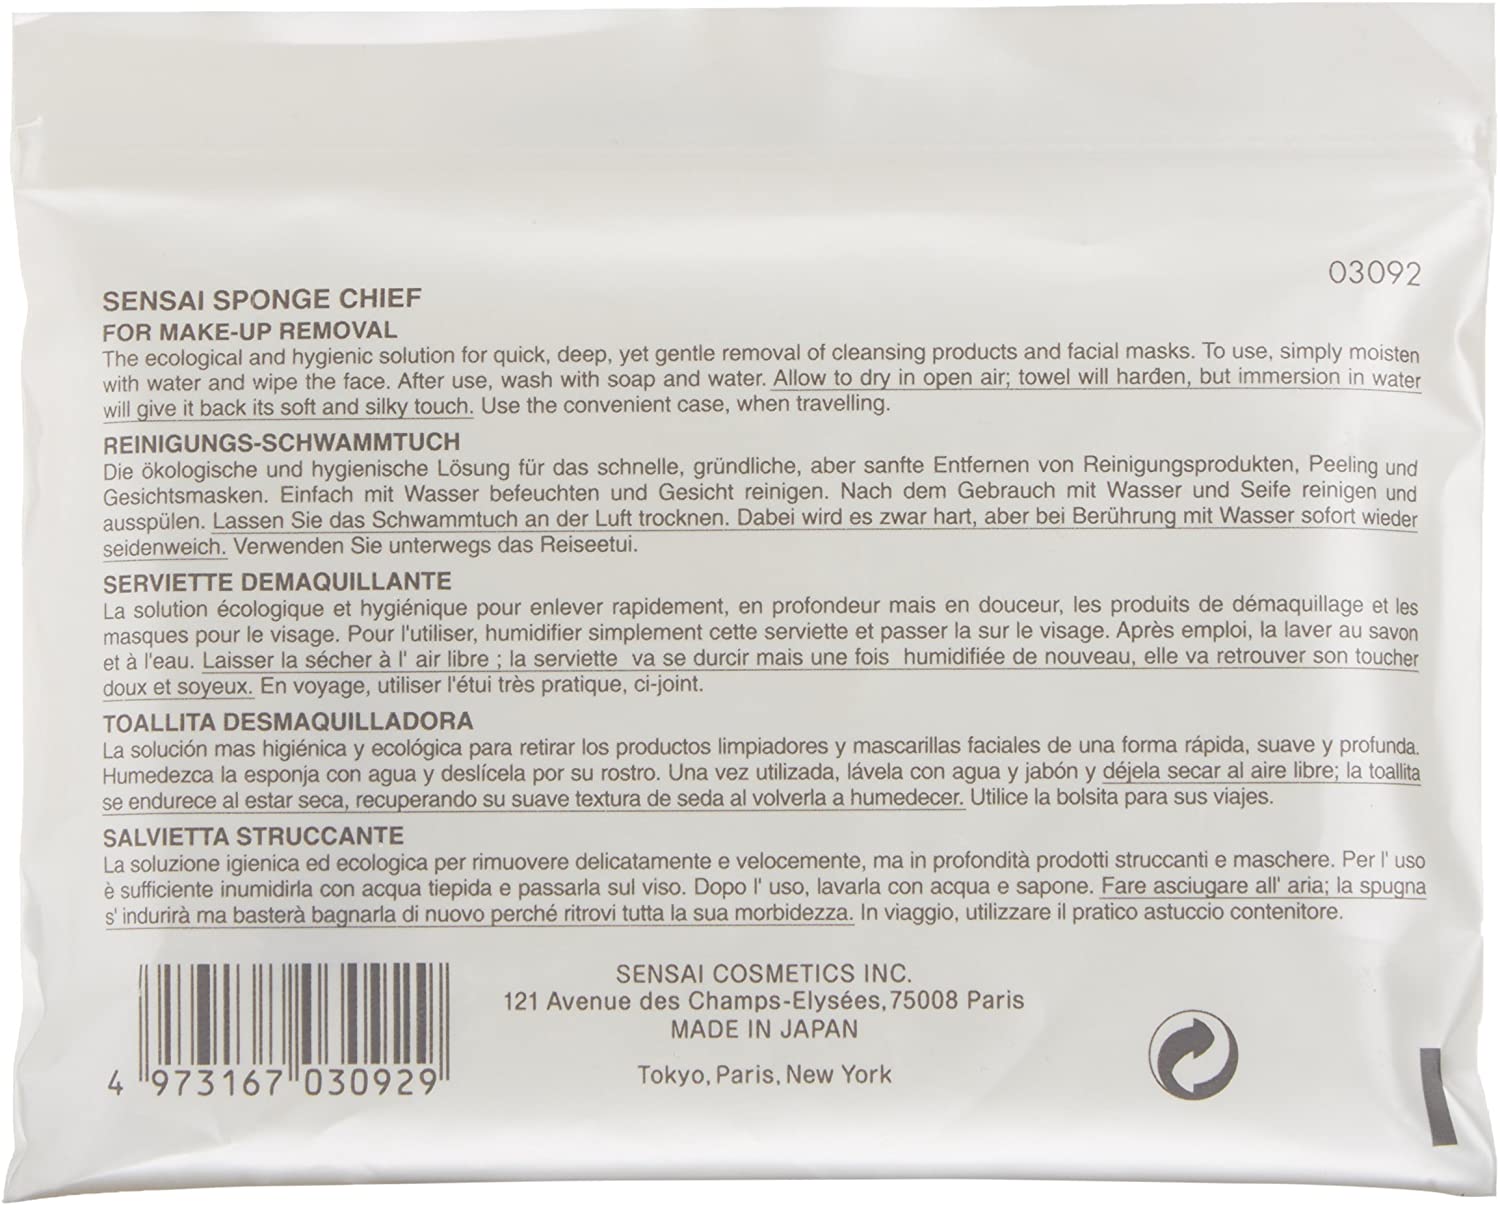 03092
SENSAI SPONGE CHIEF
FOR MAKE-UP REMOVAL
The ecological and hygienic solution for quick, deep, yet gentle removal of cleansing products and facial masks. To use, simply moisten
with water and wipe the face. After use, wash with soap and water. Allow to dry in open air; towel will harden, but immersion in water
will give it back its soft and silky touch. Use the convenient case, when travelling.
REINIGUNGS-SCHWAMMTUCH
Die ökologische und hygienische Lösung für das schnelle, gründliche, aber sanfte Entfernen von Reinigungsprodukten, Peeling und
Gesichtsmasken. Einfach mit Wasser befeuchten und Gesicht reinigen. Nach dem Gebrauch mit Wasser und Seife reinigen und
ausspülen. Lassen Sie das Schwammtuch an der Luft trocknen. Dabei wird es zwar hart, aber bei Berührung mit Wasser sofort wieder
seidenweich. Verwenden Sie unterwegs das Reiseetui.
SERVIETTE DEMAQUILLANTE
La solution écologique et hygiénique pour enlever rapidement, en profondeur mais en douceur, les produits de démaquillage et les
masques pour le visage. Pour l'utiliser, humidifier simplement cette serviette et passer la sur le visage. Après emploi, la laver au savon
et à l'eau. Laisser la sécher à l' air libre ; la serviette va se durcir mais une fois humidifiée de nouveau, elle va retrouver son toucher
doux et soyeux. En voyage, utiliser l'étui très pratique, ci-joint.
TOALLITA DESMAQUILLADORA
La solución mas higiénica y ecológica para retirar los productos limpiadores y mascarillas faciales de una forma rápida, suave y profunda.
Humedezca la esponja con agua y deslícela por su rostro. Una vez utilizada, lávela con agua y jabón y déjela secar al aire libre; la toallita
se endurece al estar seca, recuperando su suave textura de seda al volverla a humedecer. Utilice la bolsita para sus viajes.
SALVIETTA STRUCCANTE
La soluzione igienica ed ecologica per rimuovere delicatamente e velocemente, ma in profondità prodotti struccanti e maschere. Per l' uso
è sufficiente inumidirla con acqua tiepida e passarla sul viso. Dopo l' uso, lavarla con acqua e sapone. Fare asciugare all' aria; la spugna
s' indurirà ma basterà bagnarla di nuovo perché ritrovi tutta la sua morbidezza. In viaggio, utilizzare il pratico astuccio contenitore.
SENSAI COSMETICS INC.
121 Avenue des Champs-Elysées, 75008 Paris
MADE IN JAPAN
Tokyo, Paris, New York
4 973167 030929